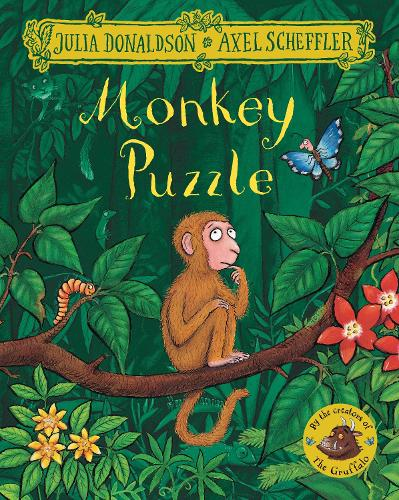 JULIA DONALDSON AXEL SCHEFFLER
Monkey
Puzzle
By the creators of
The Gruffalo